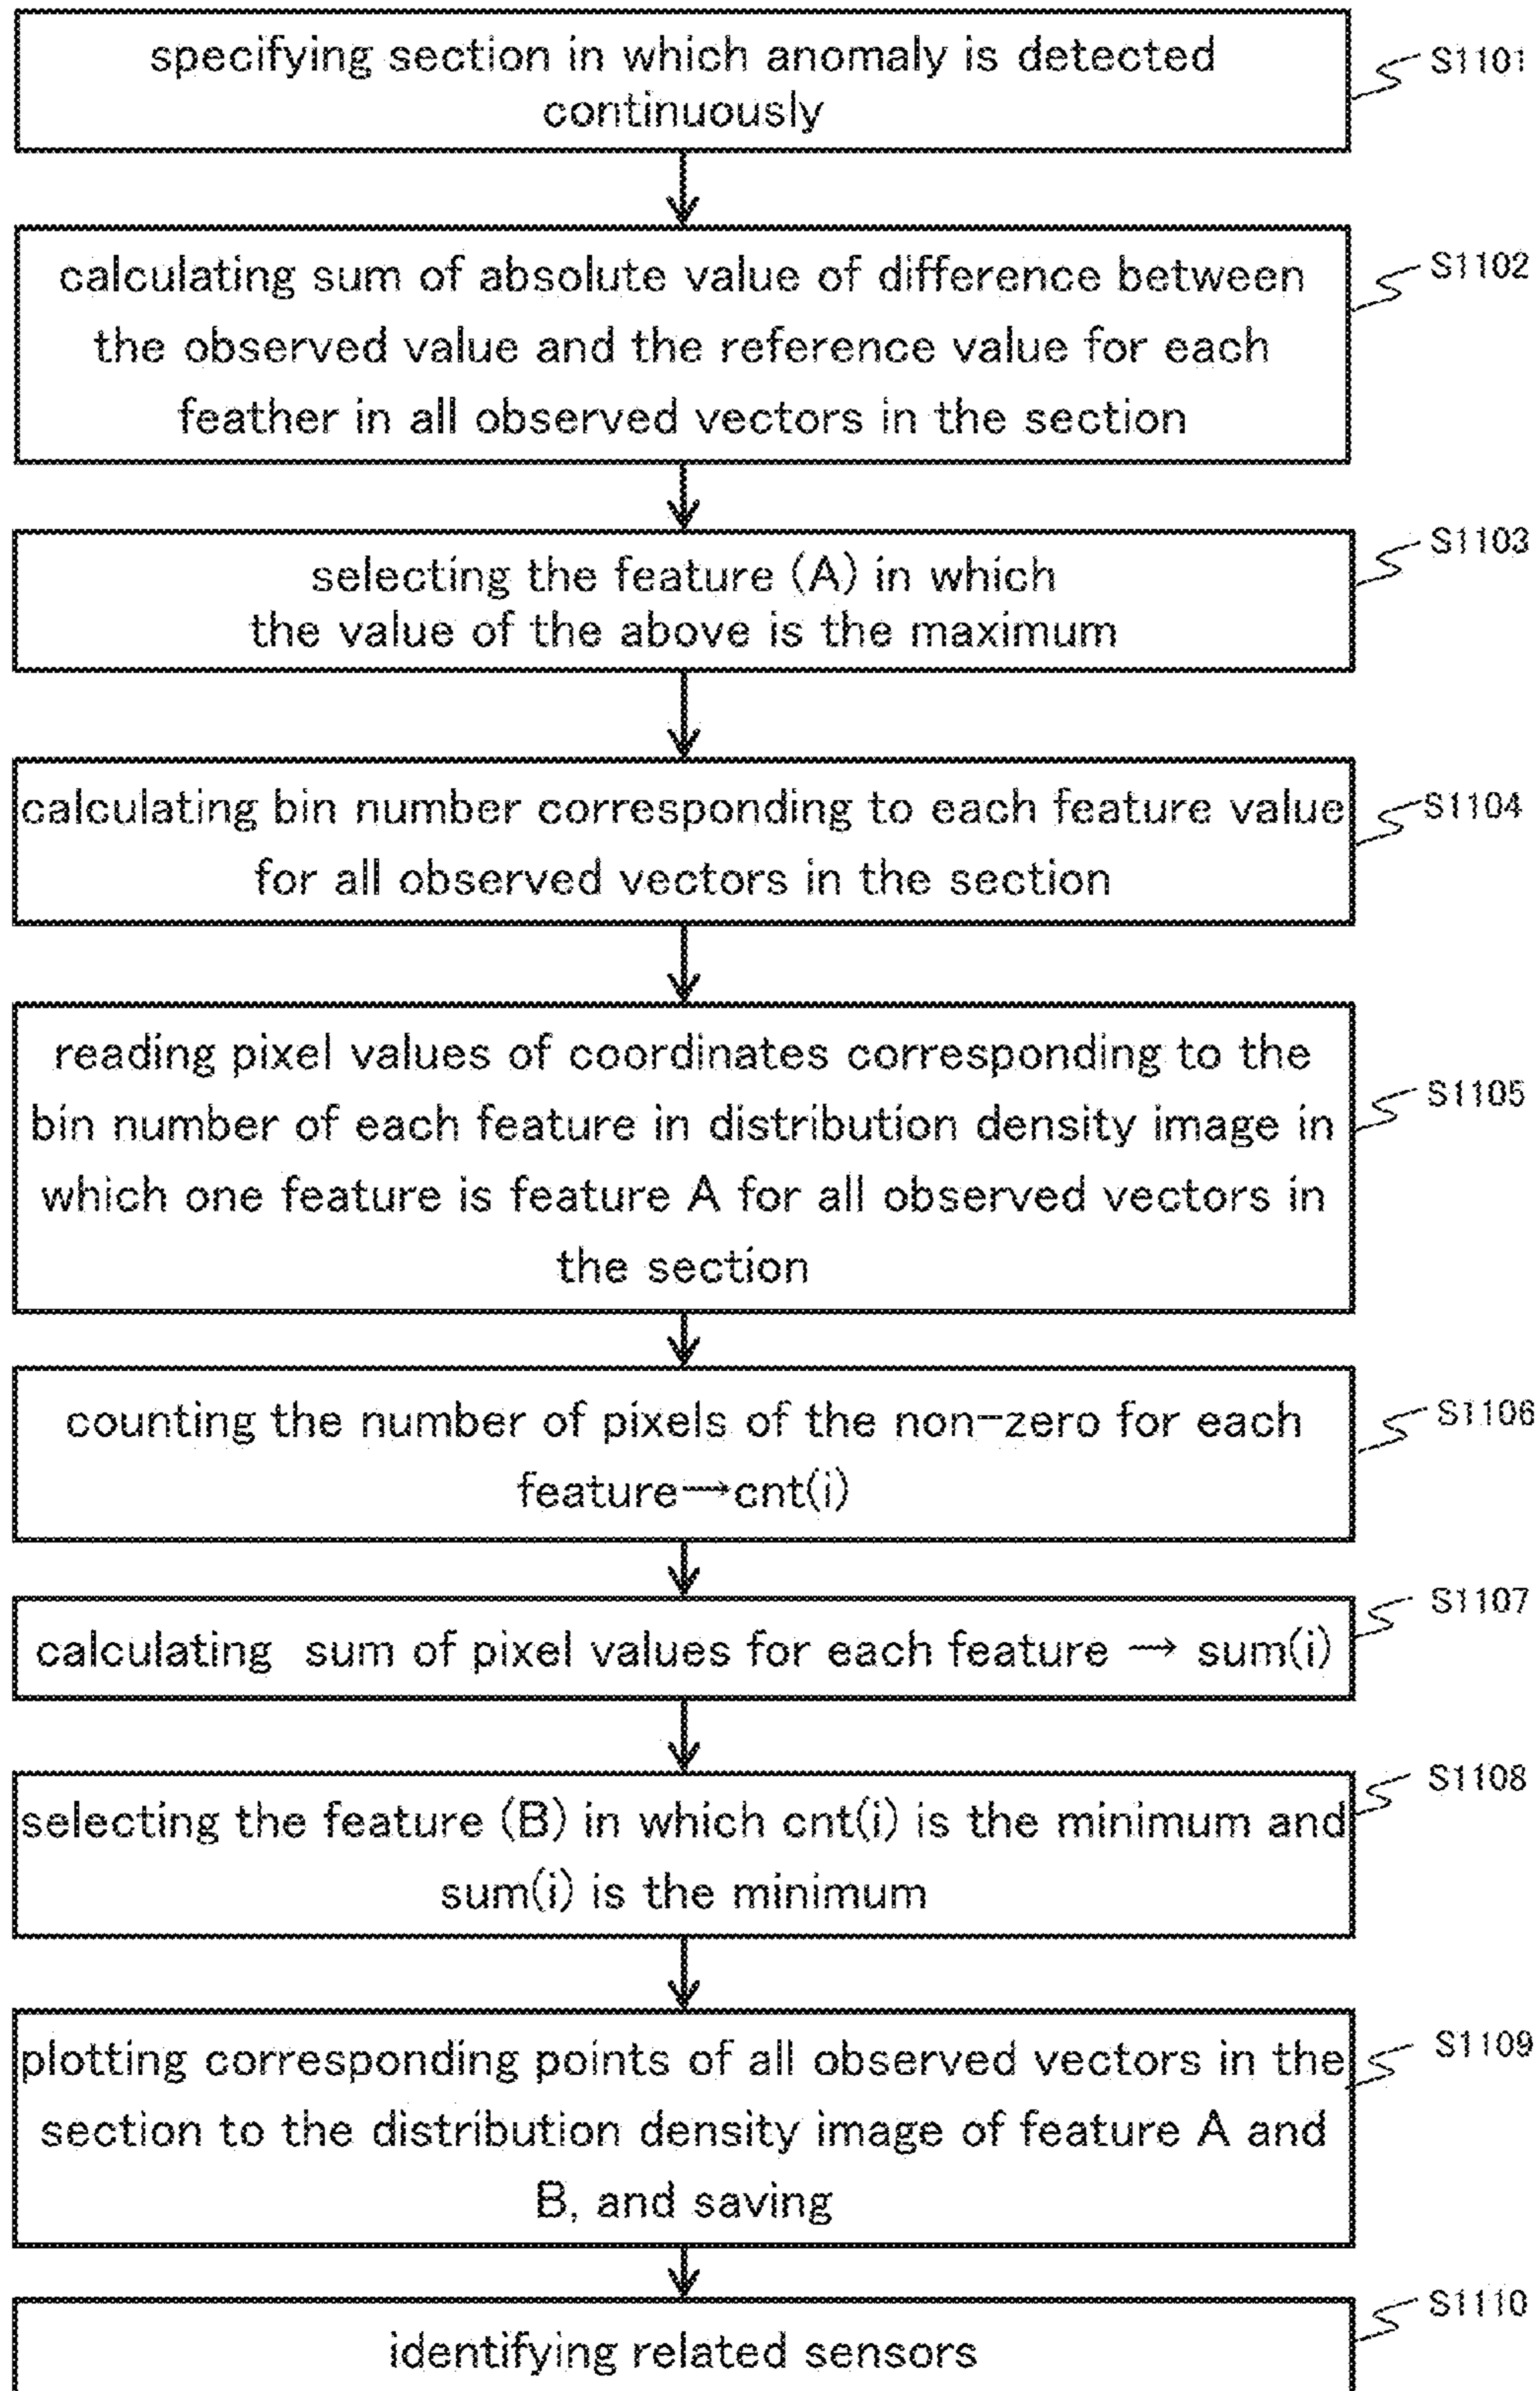 specifying section in which anomaly is detected
continuously
S1101
calculating sum of absolute value of difference between
the observed value and the reference value for each
feather in all observed vectors in the section
S1102
selecting the feature (A) in which
the value of the above is the maximum
S1103
calculating bin number corresponding to each feature value
for all observed vectors in the section
S1104
reading pixel values of coordinates corresponding to the
bin number of each feature in distribution density image in
which one feature is feature A for all observed vectors in
the section
S1105
counting the number of pixels of the non-zero for each
feature→cnt(i)
S1106
calculating sum of pixel values for each feature → sum(i)
S1107
selecting the feature (B) in which cnt(i) is the minimum and
sum(i) is the minimum
S1108
plotting corresponding points of all observed vectors in the
section to the distribution density image of feature A and
B, and saving
S1109
identifying related sensors
S1110